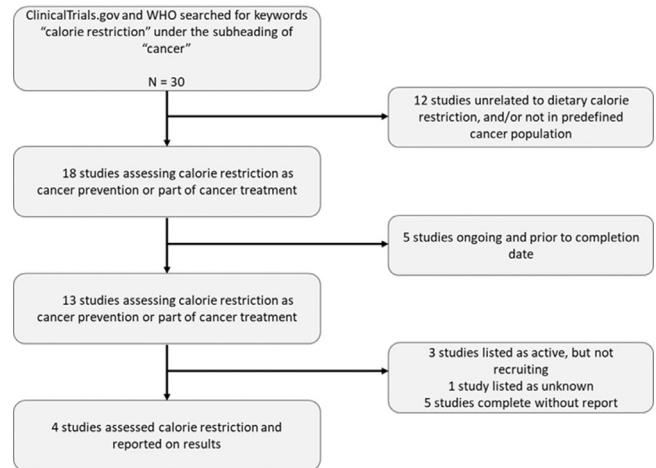 ClinicalTrials.gov and WHO searched for keywords
“calorie restriction” under the subheading of
“cancer”
N = 30
12 studies unrelated to dietary calorie
restriction, and/or not in predefined
cancer population
18 studies assessing calorie restriction as
cancer prevention or part of cancer treatment
5 studies ongoing and prior to completion
date
13 studies assessing calorie restriction as
cancer prevention or part of cancer treatment
3 studies listed as active, but not
recruiting
1 study listed as unknown
5 studies complete without report
4 studies assessed calorie restriction and
reported on results